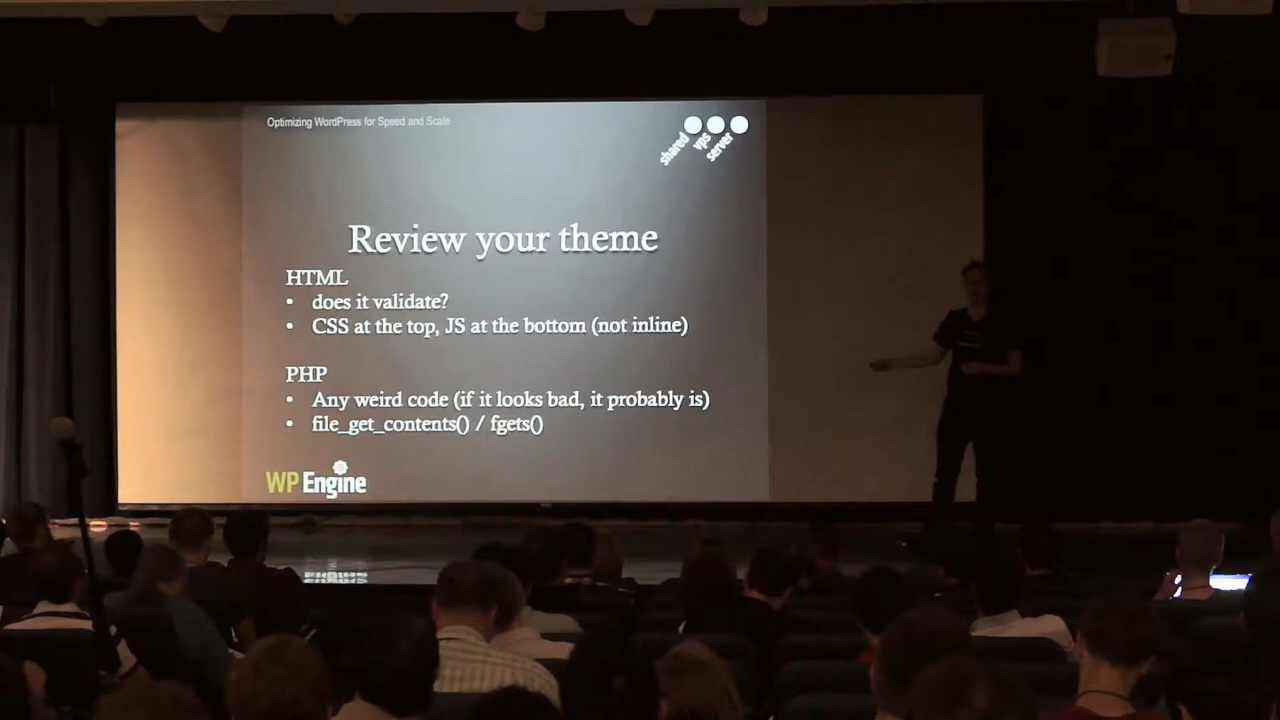 Optimizing WordPress for Speed and Scale
shared vps server
Review your theme
HTML
• does it validate?
• CSS at the top, JS at the bottom (not inline)
PHP
• Any weird code (if it looks bad, it probably is)
• file_get_contents() / fgets()
WP Engine